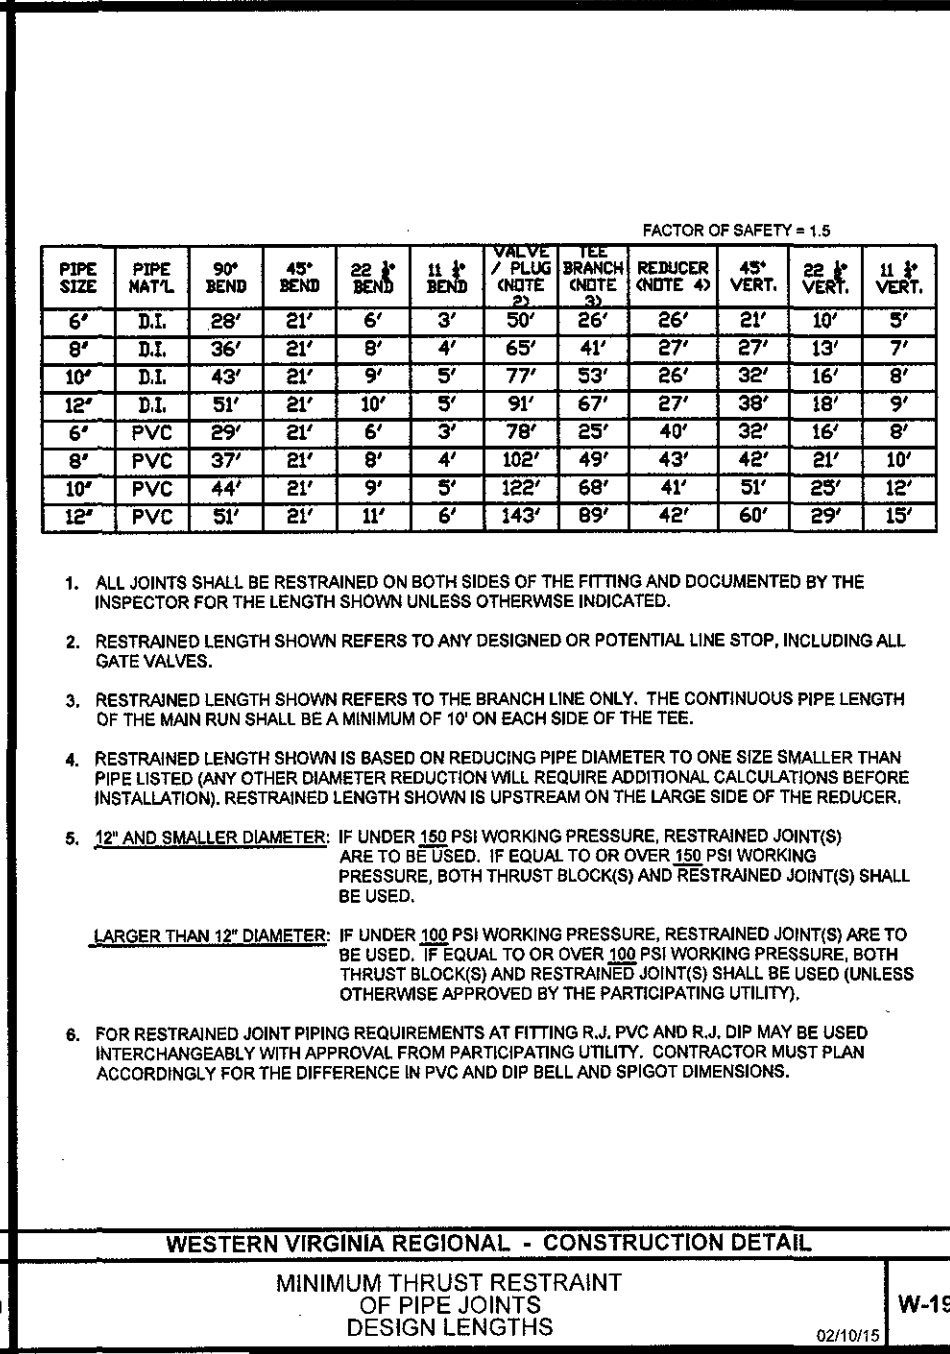 FACTOR OF SAFETY = 1.5
PIPE SIZE PIPE MAT'L 90° BEND 45° BEND 22 ½° BEND 11 ¼° BEND VALVE / PLUG (NOTE 2) TEE BRANCH (NOTE 3) REDUCER (NOTE 4) 45° VERT. 22 ½° VERT. 11 ¼° VERT.
6" D.I. 28' 21' 6' 3' 50' 26' 26' 21' 10' 5'
8" D.I. 36' 21' 8' 4' 65' 41' 27' 27' 13' 7'
10" D.I. 43' 21' 9' 5' 77' 53' 26' 32' 16' 8'
12" D.I. 51' 21' 10' 5' 91' 67' 27' 38' 18' 9'
6" PVC 29' 21' 6' 3' 78' 25' 40' 32' 16' 8'
8" PVC 37' 21' 8' 4' 102' 49' 43' 42' 21' 10'
10" PVC 44' 21' 9' 5' 122' 68' 41' 51' 25' 12'
12" PVC 51' 21' 11' 6' 143' 89' 42' 60' 29' 15'
1. ALL JOINTS SHALL BE RESTRAINED ON BOTH SIDES OF THE FITTING AND DOCUMENTED BY THE
INSPECTOR FOR THE LENGTH SHOWN UNLESS OTHERWISE INDICATED.
2. RESTRAINED LENGTH SHOWN REFERS TO ANY DESIGNED OR POTENTIAL LINE STOP, INCLUDING ALL
GATE VALVES.
3. RESTRAINED LENGTH SHOWN REFERS TO THE BRANCH LINE ONLY. THE CONTINUOUS PIPE LENGTH
OF THE MAIN RUN SHALL BE A MINIMUM OF 10' ON EACH SIDE OF THE TEE.
4. RESTRAINED LENGTH SHOWN IS BASED ON REDUCING PIPE DIAMETER TO ONE SIZE SMALLER THAN
PIPE LISTED (ANY OTHER DIAMETER REDUCTION WILL REQUIRE ADDITIONAL CALCULATIONS BEFORE
INSTALLATION). RESTRAINED LENGTH SHOWN IS UPSTREAM ON THE LARGE SIDE OF THE REDUCER.
5. 12" AND SMALLER DIAMETER: IF UNDER 150 PSI WORKING PRESSURE, RESTRAINED JOINT(S)
ARE TO BE USED. IF EQUAL TO OR OVER 150 PSI WORKING
PRESSURE, BOTH THRUST BLOCK(S) AND RESTRAINED JOINT(S) SHALL
BE USED.
LARGER THAN 12" DIAMETER: IF UNDER 100 PSI WORKING PRESSURE, RESTRAINED JOINT(S) ARE TO
BE USED. IF EQUAL TO OR OVER 100 PSI WORKING PRESSURE, BOTH
THRUST BLOCK(S) AND RESTRAINED JOINT(S) SHALL BE USED (UNLESS
OTHERWISE APPROVED BY THE PARTICIPATING UTILITY).
6. FOR RESTRAINED JOINT PIPING REQUIREMENTS AT FITTING R.J. PVC AND R.J. DIP MAY BE USED
INTERCHANGEABLY WITH APPROVAL FROM PARTICIPATING UTILITY. CONTRACTOR MUST PLAN
ACCORDINGLY FOR THE DIFFERENCE IN PVC AND DIP BELL AND SPIGOT DIMENSIONS.
WESTERN VIRGINIA REGIONAL - CONSTRUCTION DETAIL
MINIMUM THRUST RESTRAINT
OF PIPE JOINTS
DESIGN LENGTHS
02/10/15
W-19